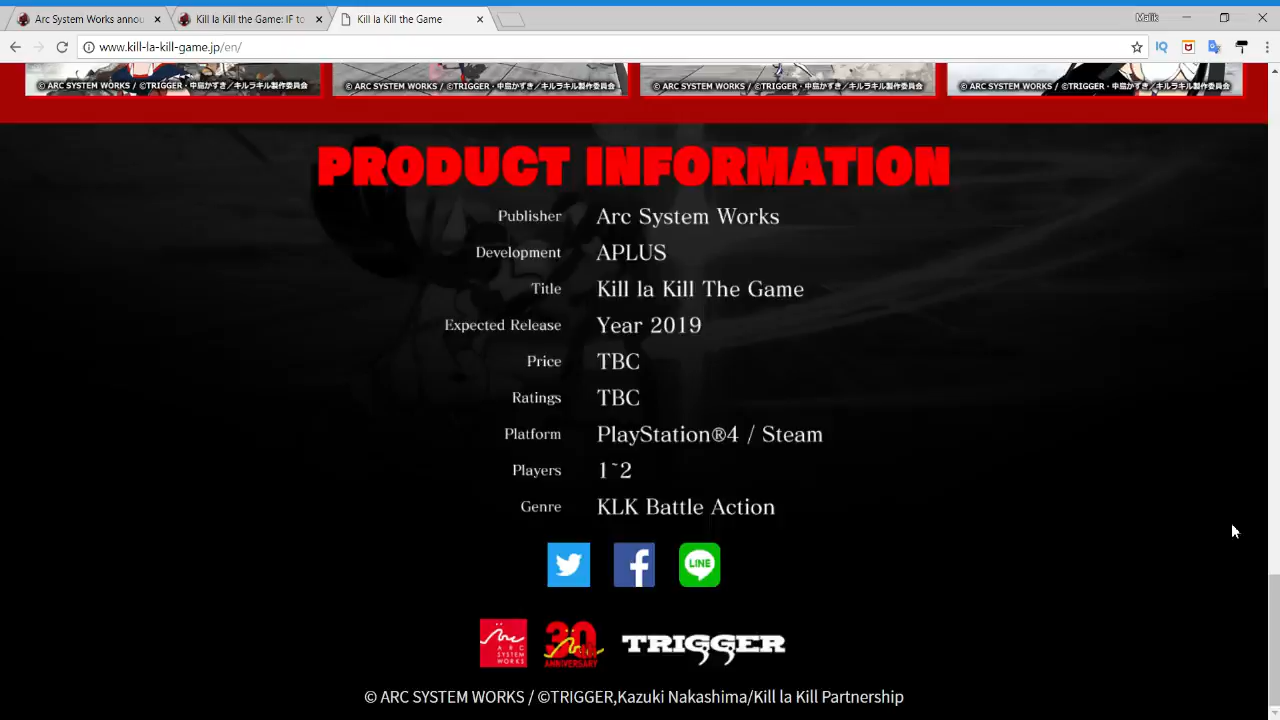 Arc System Works annou
Kill la Kill the Game: IF to
Kill la Kill the Game
Malik
www.kill-la-kill-game.jp/en/
© ARC SYSTEM WORKS / ©TRIGGER・中島かずき／キルラキル製作委員会
© ARC SYSTEM WORKS / ©TRIGGER・中島かずき／キルラキル製作委員会
© ARC SYSTEM WORKS / ©TRIGGER・中島かずき／キルラキル製作委員会
© ARC SYSTEM WORKS / ©TRIGGER・中島かずき／キルラキル製作委員会
PRODUCT INFORMATION
Publisher Arc System Works
Development APLUS
Title Kill la Kill The Game
Expected Release Year 2019
Price TBC
Ratings TBC
Platform PlayStation®4 / Steam
Players 1~2
Genre KLK Battle Action
LINE
ARC SYSTEM WORKS
30th ANNIVERSARY
TRIGGER
© ARC SYSTEM WORKS / ©TRIGGER,Kazuki Nakashima/Kill la Kill Partnership